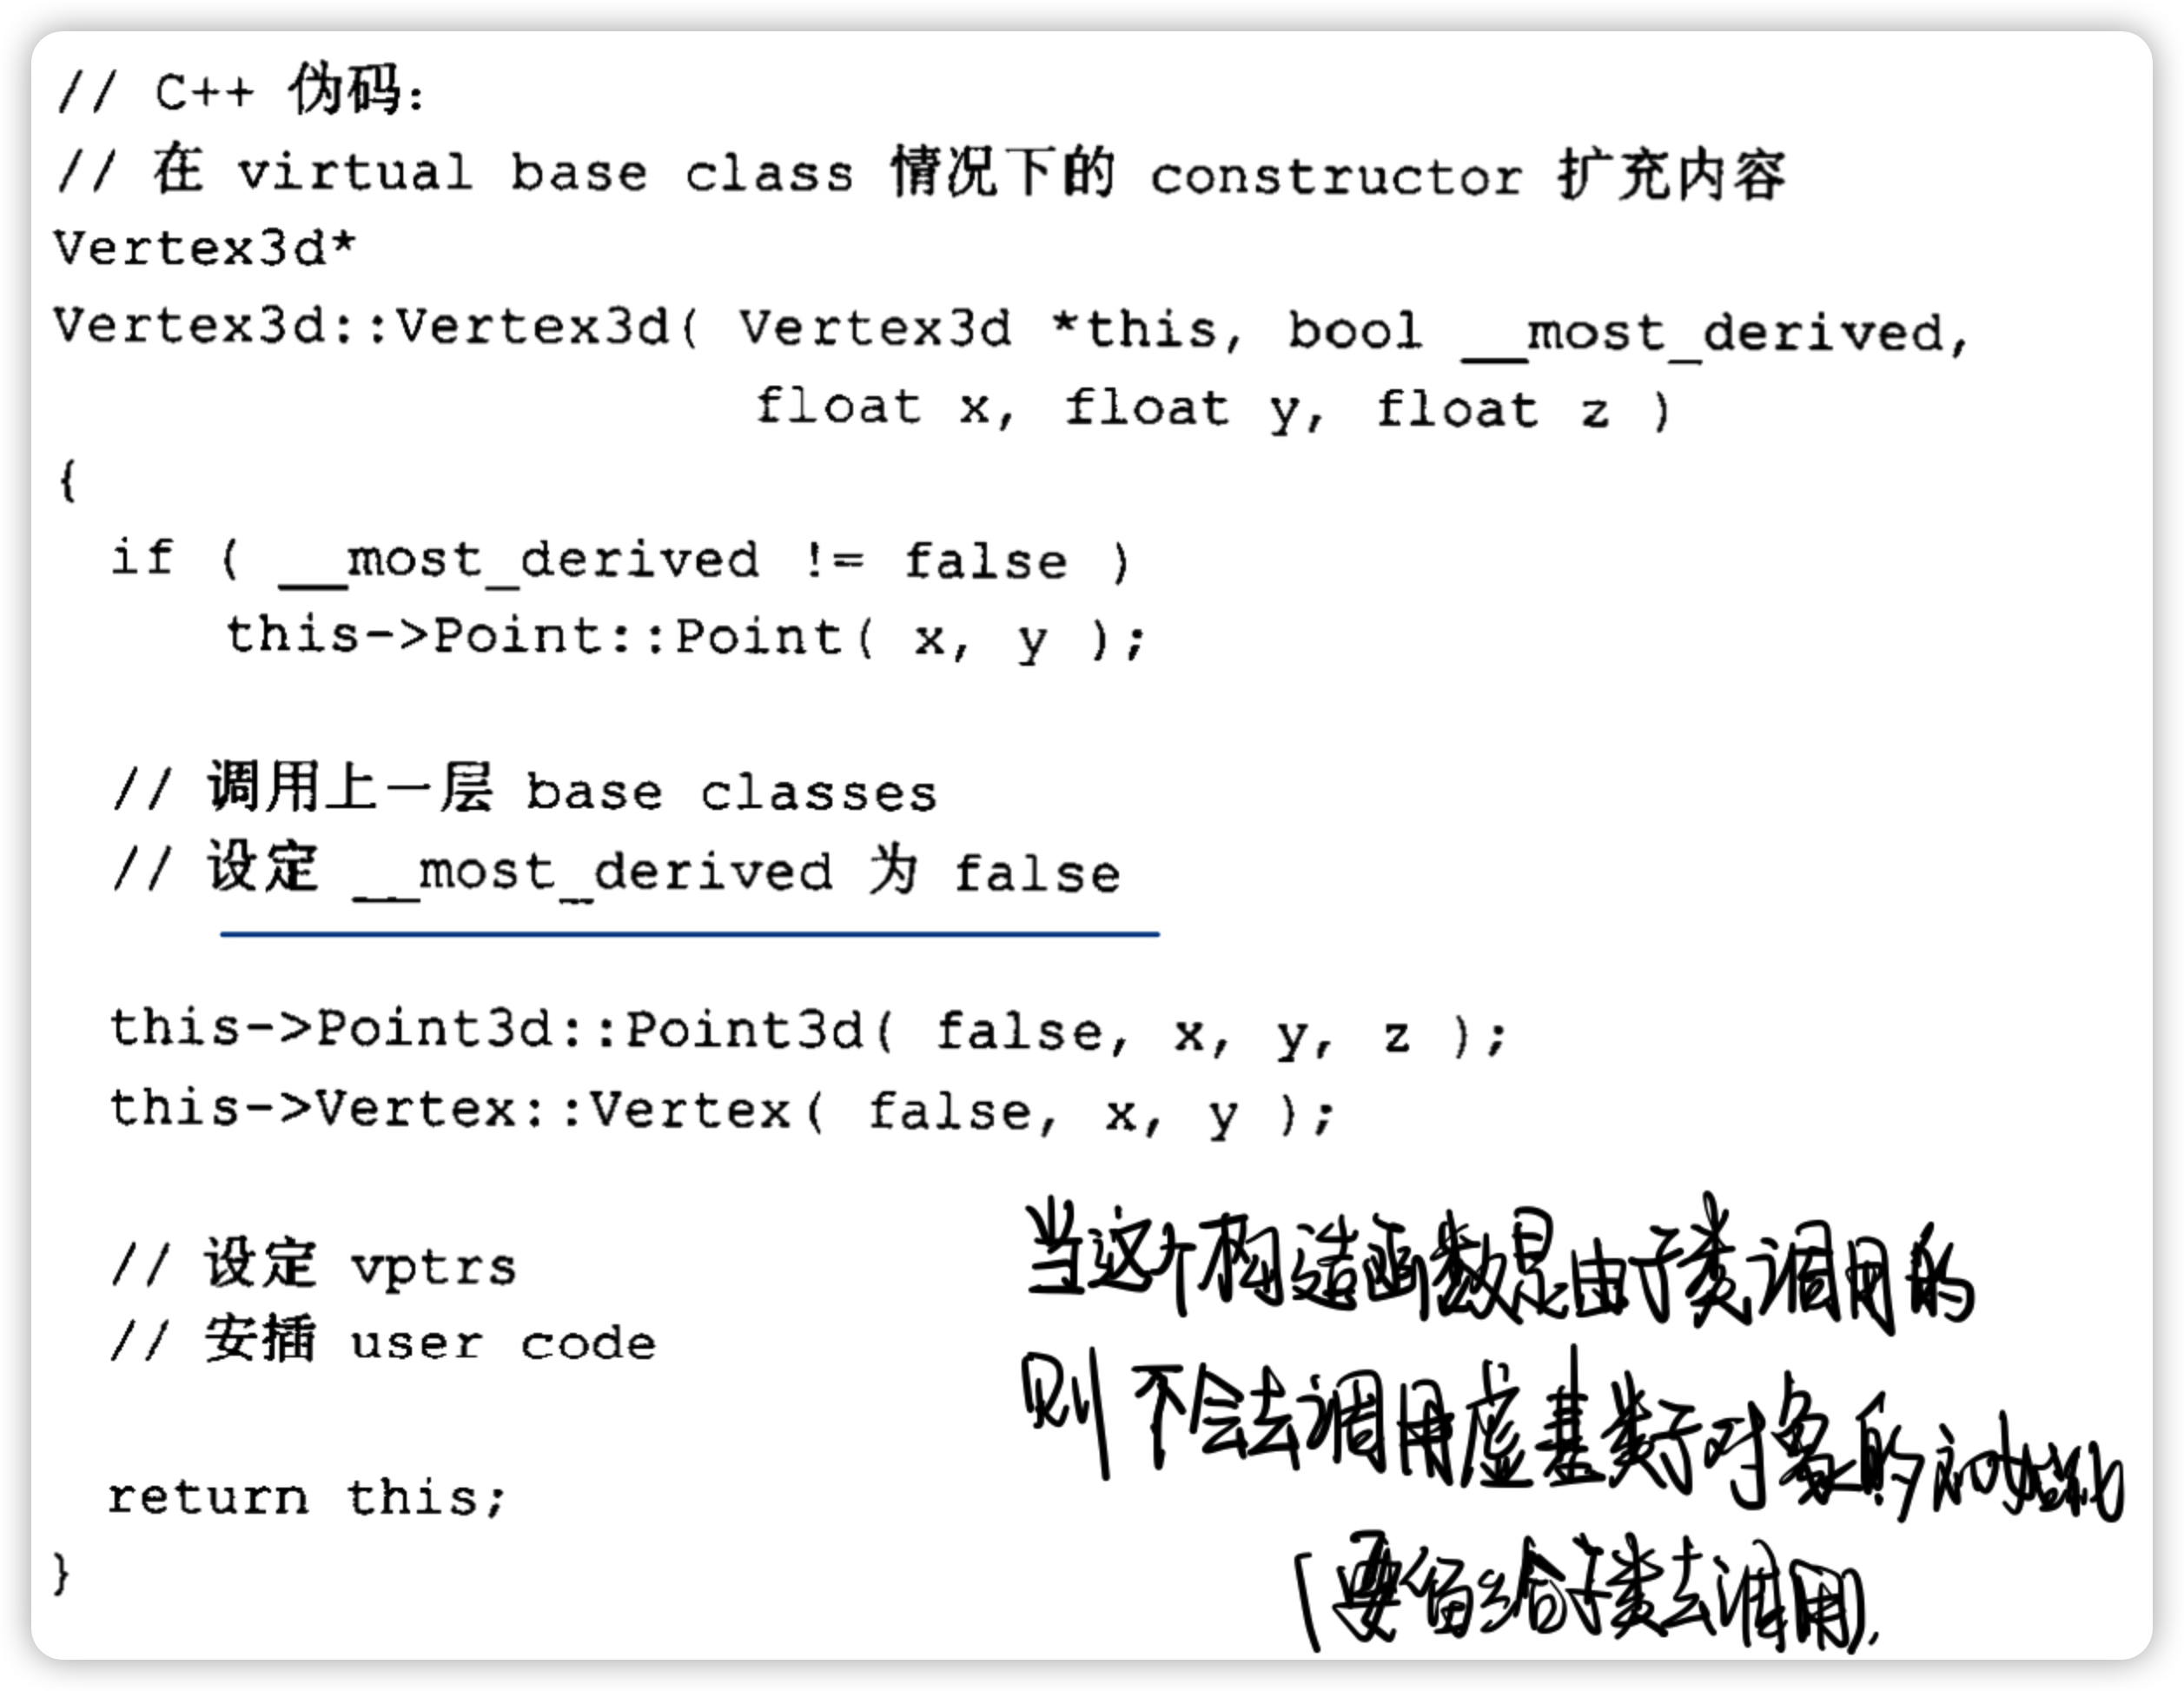 // C++ 伪码:
// 在 virtual base class 情况下的 constructor 扩充内容
Vertex3d*
Vertex3d::Vertex3d( Vertex3d *this, bool __most_derived,
float x, float y, float z )
{
if ( __most_derived != false )
this->Point::Point( x, y );
// 调用上一层 base classes
// 设定 __most_derived 为 false
this->Point3d::Point3d( false, x, y, z );
this->Vertex::Vertex( false, x, y );
// 设定 vptrs
// 安插 user code
return this;
}
当这个构造函数是由子类调用的
则不会去调用虚基类子对象的初始化
(要留给子类去调用).